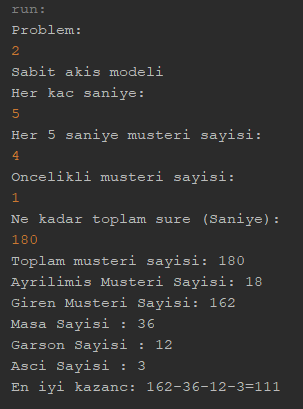 run:
Problem:
2
Sabit akis modeli
Her kac saniye:
5
Her 5 saniye musteri sayisi:
4
Oncelikli musteri sayisi:
1
Ne kadar toplam sure (Saniye):
180
Toplam musteri sayisi: 180
Ayrilimis Musteri Sayisi: 18
Giren Musteri Sayisi: 162
Masa Sayisi : 36
Garson Sayisi : 12
Asci Sayisi : 3
En iyi kazanc: 162-36-12-3=111